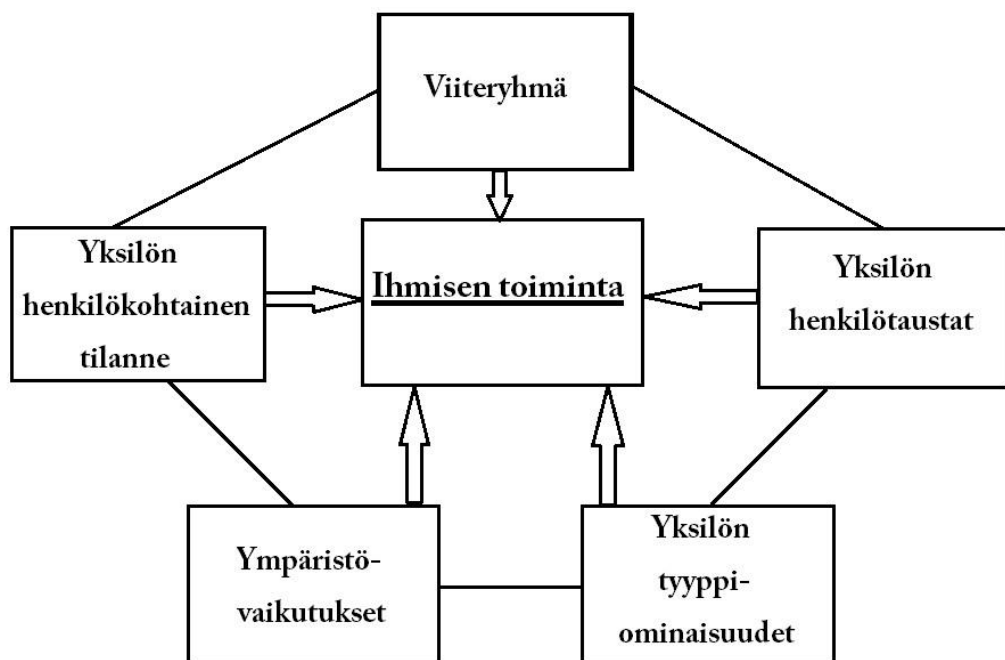 Viiteryhmä
Yksilön
henkilökohtainen
tilanne
Ihmisen toiminta
Yksilön
henkilötaustat
Ympäristö-
vaikutukset
Yksilön
tyyppi-
ominaisuudet